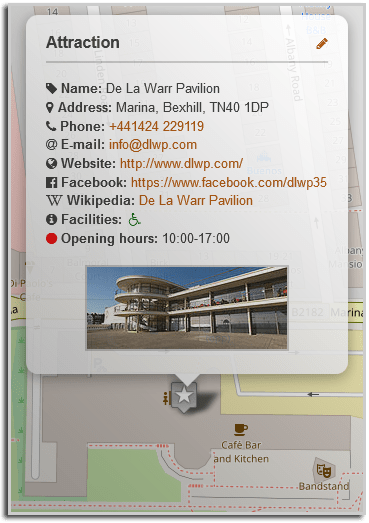 14
Attraction
Name: De La Warr Pavilion
Address: Marina, Bexhill, TN40 1DP
Phone: +441424 229119
E-mail: info@dlwp.com
Website: http://www.dlwp.com/
Facebook: https://www.facebook.com/dlwp35
Wikipedia: De La Warr Pavilion
Facilities:
Opening hours: 10:00-17:00
Albany Road
B2182 Marina
Café Bar
and Kitchen
Bandstand